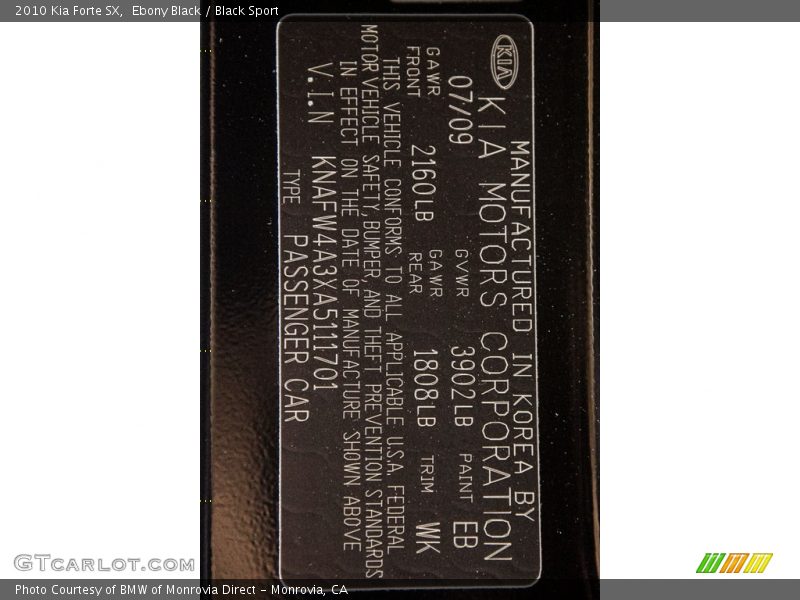 2010 Kia Forte SX,  Ebony Black / Black Sport
KIA
MANUFACTURED IN KOREA BY
KIA MOTORS CORPORATION
07/09 GVWR 3902LB PAINT EB
GAWR FRONT 2160LB GAWR REAR 1808LB TRIM WK
THIS VEHICLE CONFORMS TO ALL APPLICABLE U.S.A. FEDERAL
MOTOR VEHICLE SAFETY, BUMPER, AND THEFT PREVENTION STANDARDS
IN EFFECT ON THE DATE OF MANUFACTURE SHOWN ABOVE
V.I.N KNAFW4A3XA5111701
TYPE PASSENGER CAR
GTCARLOT.COM
Photo Courtesy of BMW of Monrovia Direct - Monrovia, CA